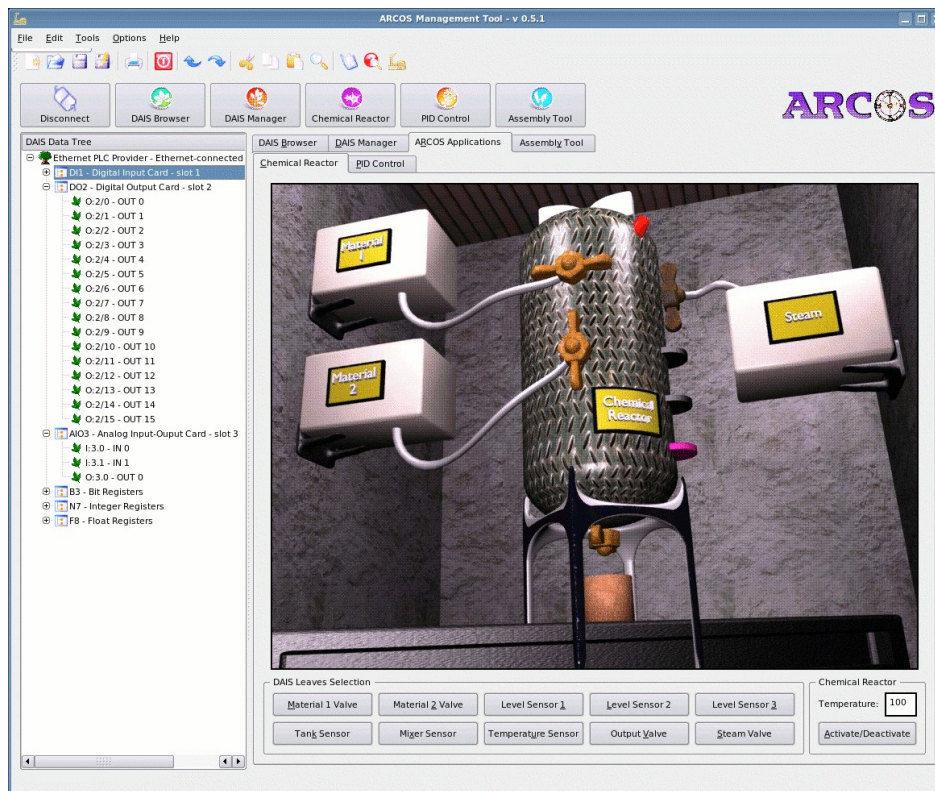 ARCOS Management Tool - v 0.5.1
File Edit Tools Options Help
Disconnect DAIS Browser DAIS Manager Chemical Reactor PID Control Assembly Tool
ARCOS
DAIS Data Tree
Ethernet PLC Provider - Ethernet-connected
DI1 - Digital Input Card - slot 1
DO2 - Digital Output Card - slot 2
O:2/0 - OUT 0
O:2/1 - OUT 1
O:2/2 - OUT 2
O:2/3 - OUT 3
O:2/4 - OUT 4
O:2/5 - OUT 5
O:2/6 - OUT 6
O:2/7 - OUT 7
O:2/8 - OUT 8
O:2/9 - OUT 9
O:2/10 - OUT 10
O:2/11 - OUT 11
O:2/12 - OUT 12
O:2/13 - OUT 13
O:2/14 - OUT 14
O:2/15 - OUT 15
AIO3 - Analog Input-Ouput Card - slot 3
I:3.0 - IN 0
I:3.1 - IN 1
O:3.0 - OUT 0
B3 - Bit Registers
N7 - Integer Registers
F8 - Float Registers
DAIS Browser DAIS Manager ARCOS Applications Assembly Tool
Chemical Reactor PID Control
Material
1
Material
2
Steam
Chemical
Reactor
DAIS Leaves Selection
Material 1 Valve Material 2 Valve Level Sensor 1 Level Sensor 2 Level Sensor 3
Tank Sensor Mixer Sensor Temperature Sensor Output Valve Steam Valve
Chemical Reactor
Temperature: 100
Activate/Deactivate